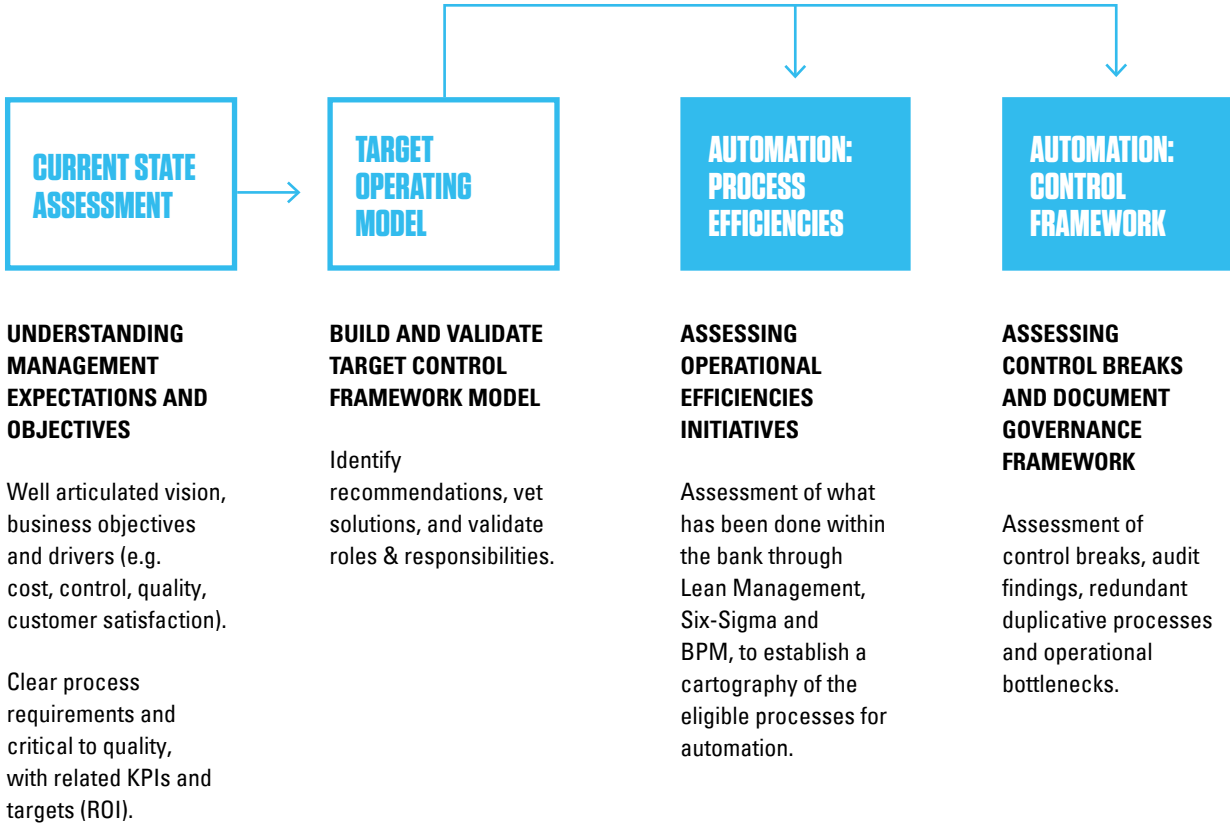 CURRENT STATE
ASSESSMENT
UNDERSTANDING
MANAGEMENT
EXPECTATIONS AND
OBJECTIVES
Well articulated vision,
business objectives
and drivers (e.g.
cost, control, quality,
customer satisfaction).
Clear process
requirements and
critical to quality,
with related KPIs and
targets (ROI).
TARGET
OPERATING
MODEL
BUILD AND VALIDATE
TARGET CONTROL
FRAMEWORK MODEL
Identify
recommendations, vet
solutions, and validate
roles & responsibilities.
AUTOMATION:
PROCESS
EFFICIENCIES
ASSESSING
OPERATIONAL
EFFICIENCIES
INITIATIVES
Assessment of what
has been done within
the bank through
Lean Management,
Six-Sigma and
BPM, to establish a
cartography of the
eligible processes for
automation.
AUTOMATION:
CONTROL
FRAMEWORK
ASSESSING
CONTROL BREAKS
AND DOCUMENT
GOVERNANCE
FRAMEWORK
Assessment of
control breaks, audit
findings, redundant
duplicative processes
and operational
bottlenecks.